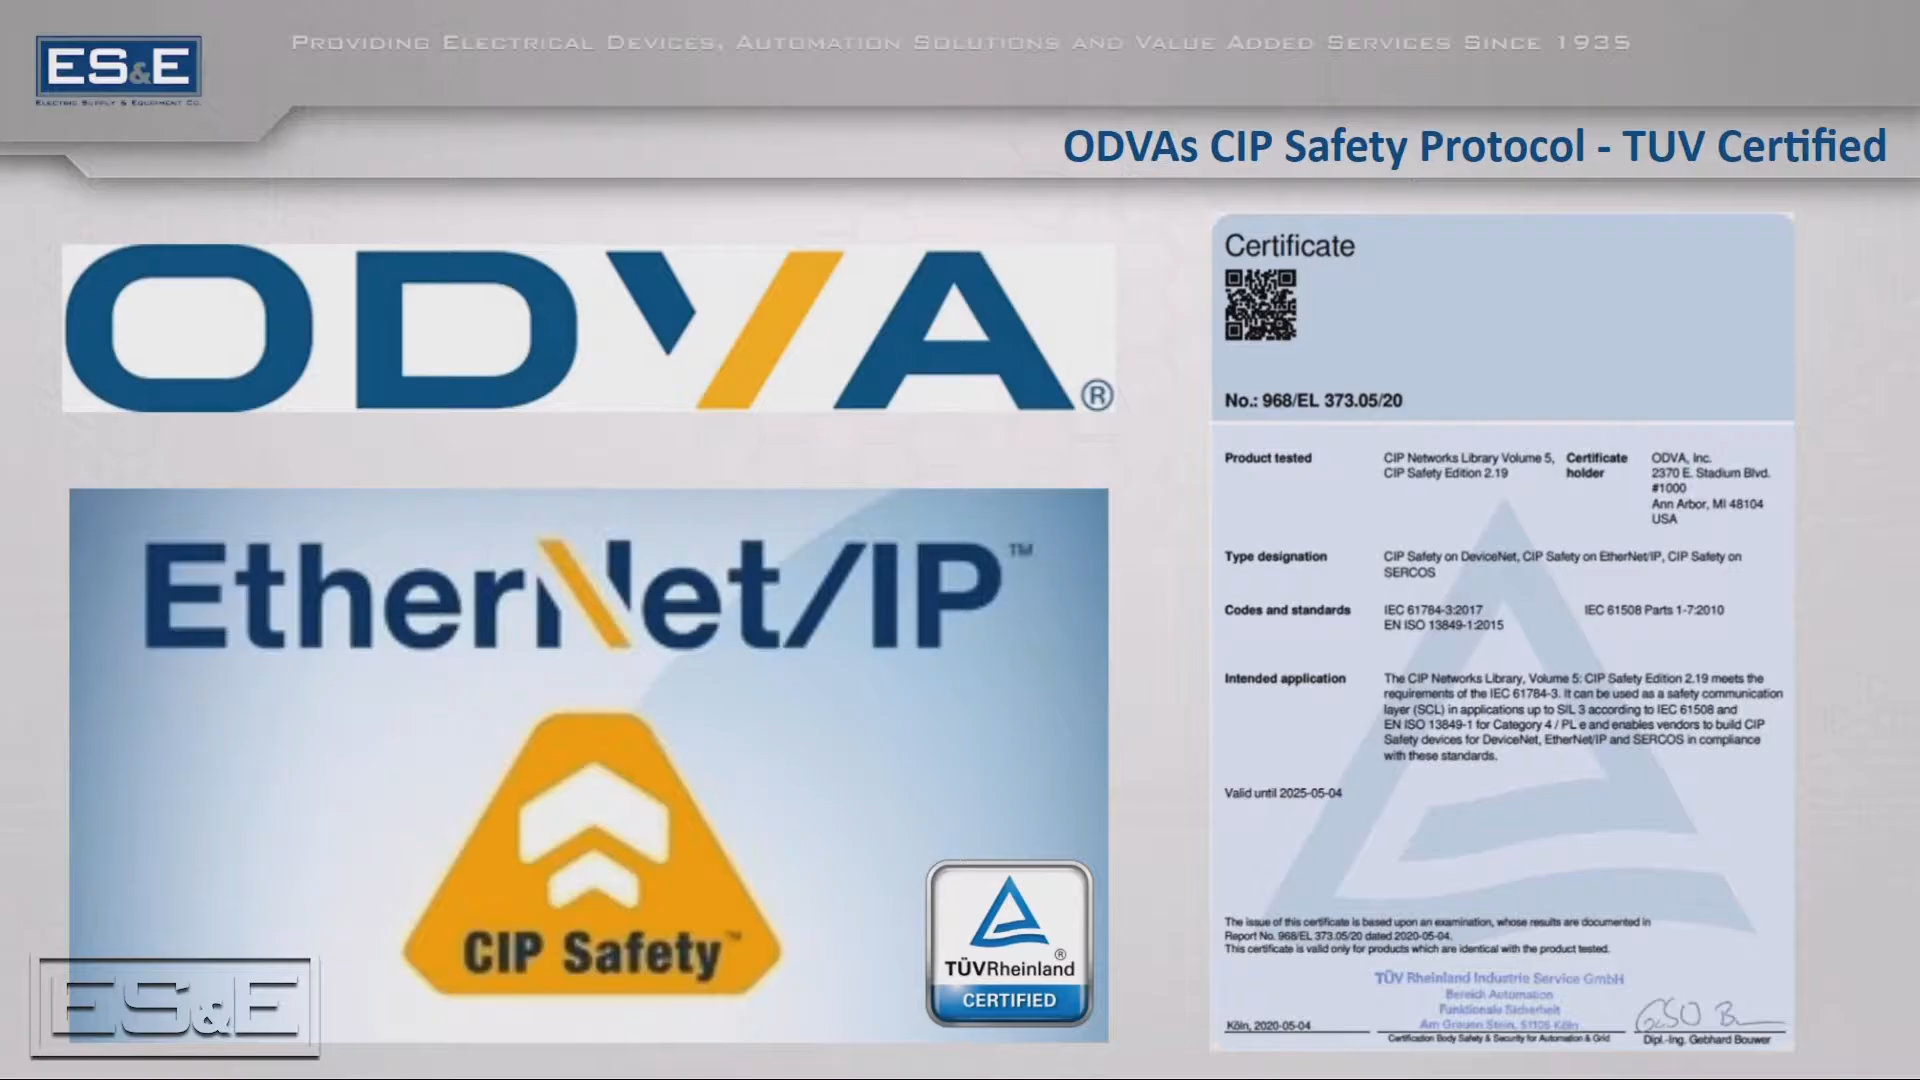 ES&E
ELECTRIC SUPPLY & EQUIPMENT CO.
PROVIDING ELECTRICAL DEVICES, AUTOMATION SOLUTIONS AND VALUE ADDED SERVICES SINCE 1935
ODVAs CIP Safety Protocol - TUV Certified
ODVA®
EtherNet/IP™
CIP Safety™
TÜVRheinland®
CERTIFIED
ES&E
Certificate
No.: 968/EL 373.05/20
Product tested
CIP Networks Library Volume 5,
CIP Safety Edition 2.19
Certificate
holder
ODVA, Inc.
2370 E. Stadium Blvd.
#1000
Ann Arbor, MI 48104
USA
Type designation
CIP Safety on DeviceNet, CIP Safety on EtherNet/IP, CIP Safety on
SERCOS
Codes and standards
IEC 61784-3:2017
EN ISO 13849-1:2015
IEC 61508 Parts 1-7:2010
Intended application
The CIP Networks Library, Volume 5: CIP Safety Edition 2.19 meets the
requirements of the IEC 61784-3. It can be used as a safety communication
layer (SCL) in applications up to SIL 3 according to IEC 61508 and
EN ISO 13849-1 for Category 4 / PL e and enables vendors to build CIP
Safety devices for DeviceNet, EtherNet/IP and SERCOS in compliance
with these standards.
Valid until 2025-05-04
The issue of this certificate is based upon an examination, whose results are documented in
Report No. 968/EL 373.05/20 dated 2020-05-04.
This certificate is valid only for products which are identical with the product tested.
TÜV Rheinland Industrie Service GmbH
Bereich Automation
Funktionale Sicherheit
Am Grauen Stein, 51105 Köln
Köln, 2020-05-04
Certification Body Safety & Security for Automation & Grid
Dipl.-Ing. Gebhard Bouwer